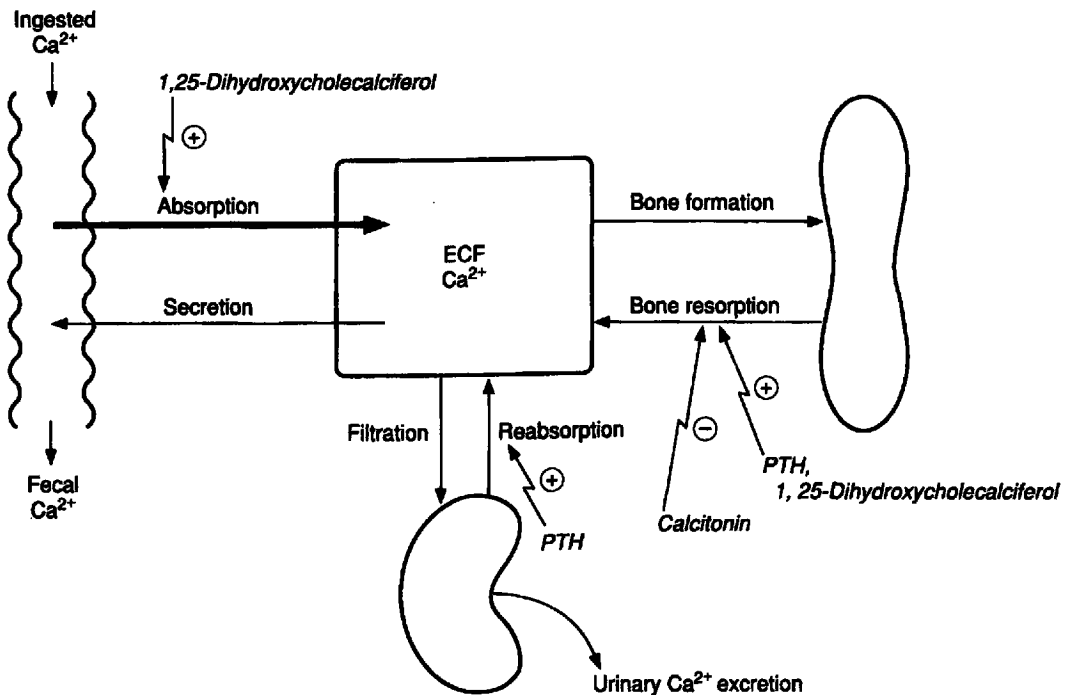 Ingested
Ca²⁺
1,25-Dihydroxycholecalciferol
+
Absorption
Secretion
Fecal
Ca²⁺
ECF
Ca²⁺
Bone formation
Bone resorption
+
−
PTH,
1, 25-Dihydroxycholecalciferol
Calcitonin
Filtration
Reabsorption
+
PTH
Urinary Ca²⁺ excretion